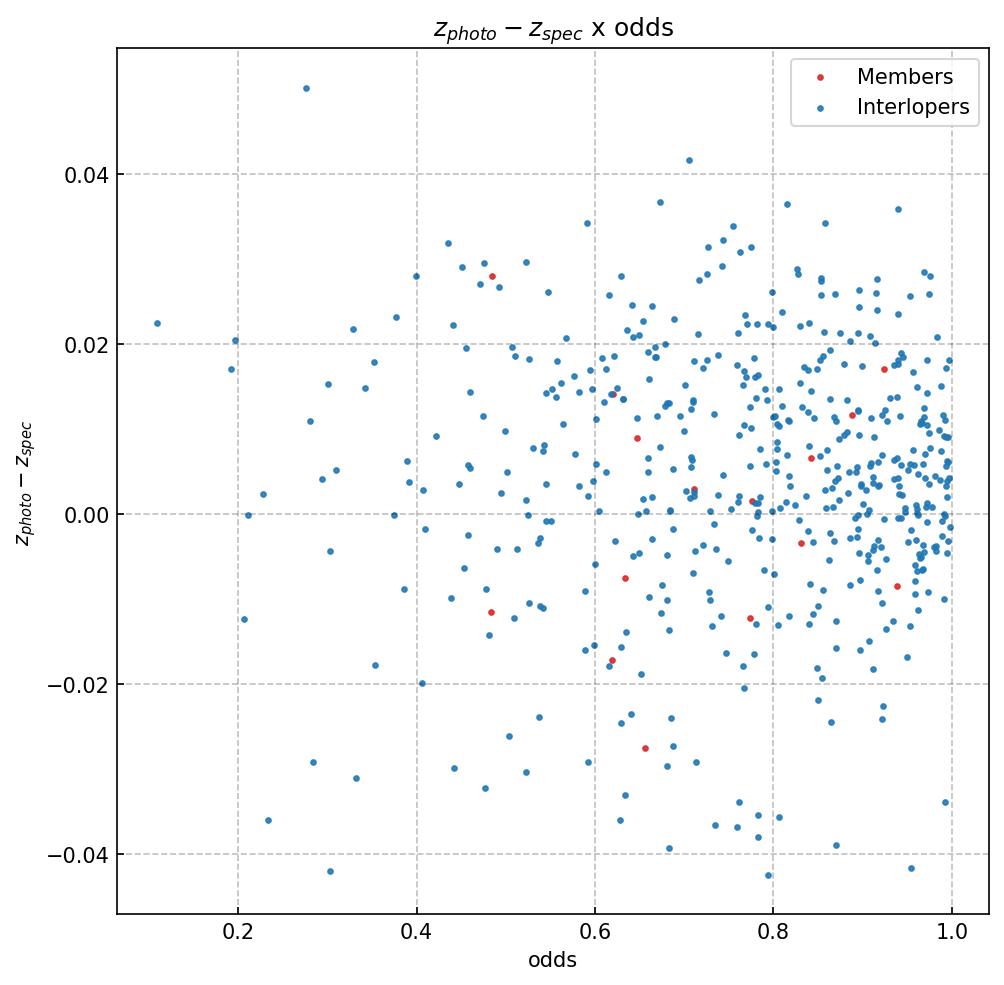 z_photo − z_spec x odds
Members
Interlopers
z_photo − z_spec
0.04
0.02
0.00
−0.02
−0.04
0.2 0.4 0.6 0.8 1.0
odds